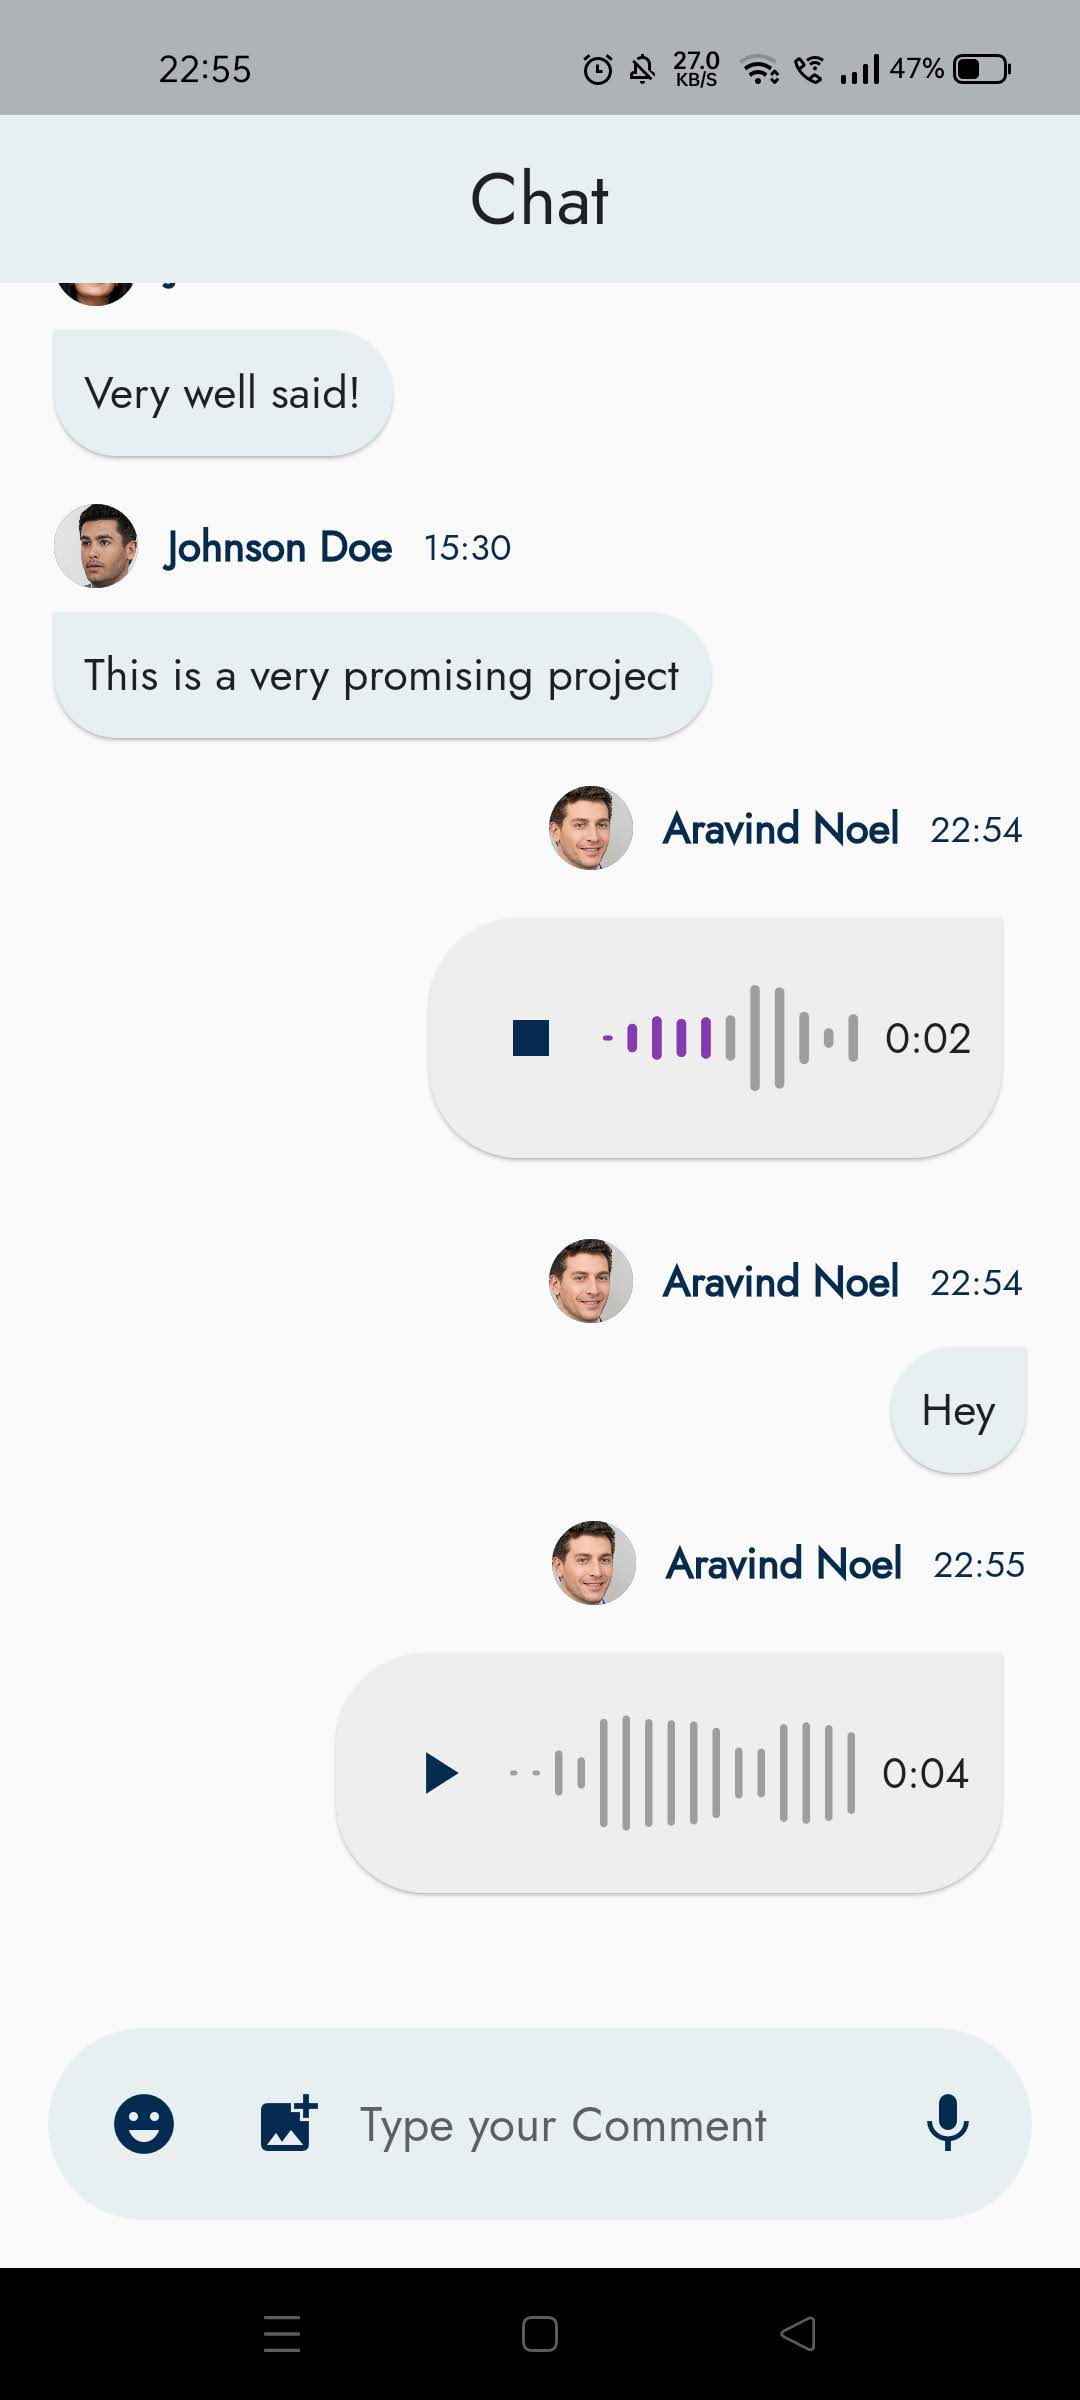 22:55
27.0
KB/S
47%
Chat
Very well said!
Johnson Doe 15:30
This is a very promising project
Aravind Noel 22:54
0:02
Aravind Noel 22:54
Hey
Aravind Noel 22:55
0:04
Type your Comment